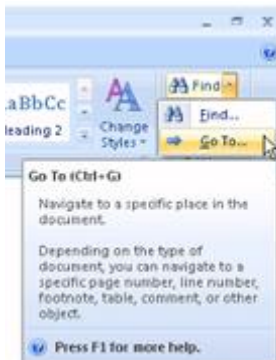 Find
aBbCc
eading 2
Change
Styles
Find...
Go To...
Go To (Ctrl+G)
Navigate to a specific place in the
document.
Depending on the type of
document, you can navigate to a
specific page number, line number,
footnote, table, comment, or other
object.
Press F1 for more help.